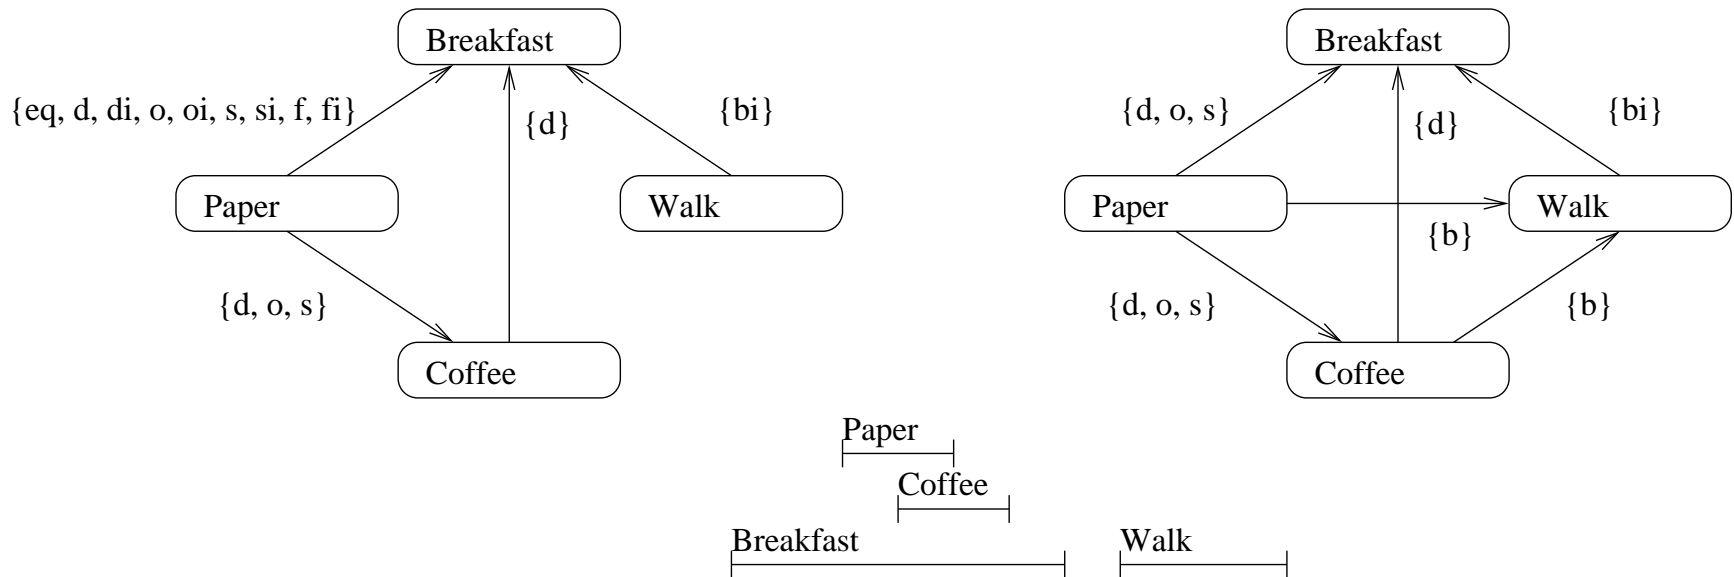 Breakfast
{eq, d, di, o, oi, s, si, f, fi}
{d}
{bi}
Paper
Walk
{d, o, s}
Coffee
Breakfast
{d, o, s}
{d}
{bi}
Paper
Walk
{b}
{d, o, s}
{b}
Coffee
Paper
Coffee
Breakfast
Walk